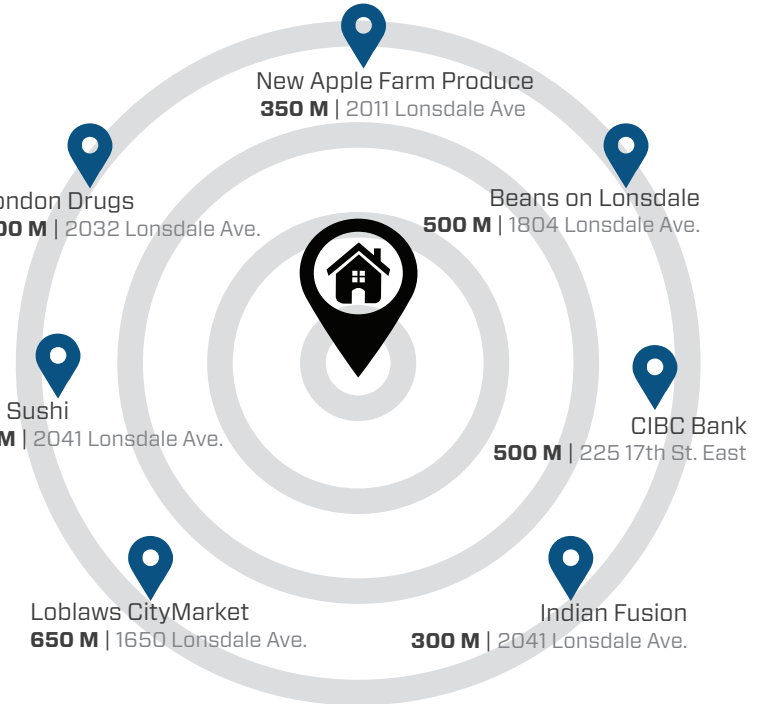 New Apple Farm Produce
350 M | 2011 Lonsdale Ave
ondon Drugs
00 M | 2032 Lonsdale Ave.
Beans on Lonsdale
500 M | 1804 Lonsdale Ave.
Sushi
M | 2041 Lonsdale Ave.
CIBC Bank
500 M | 225 17th St. East
Loblaws CityMarket
650 M | 1650 Lonsdale Ave.
Indian Fusion
300 M | 2041 Lonsdale Ave.